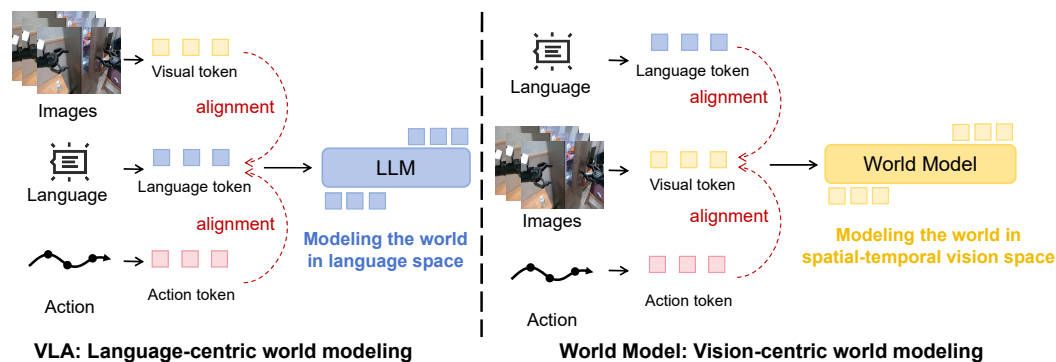 Images
Visual token
alignment
Language
Language token
LLM
alignment
Modeling the world
in language space
Action
Action token
VLA: Language-centric world modeling
Language
Language token
alignment
Images
Visual token
World Model
alignment
Modeling the world in
spatial-temporal vision space
Action
Action token
World Model: Vision-centric world modeling